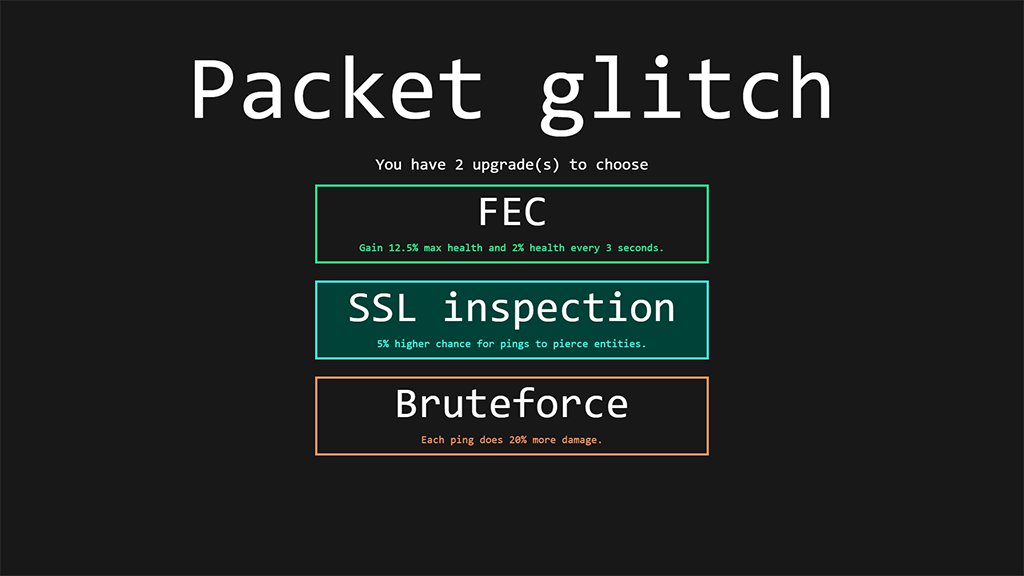 Packet glitch
You have 2 upgrade(s) to choose
FEC
Gain 12.5% max health and 2% health every 3 seconds.
SSL inspection
5% higher chance for pings to pierce entities.
Bruteforce
Each ping does 20% more damage.